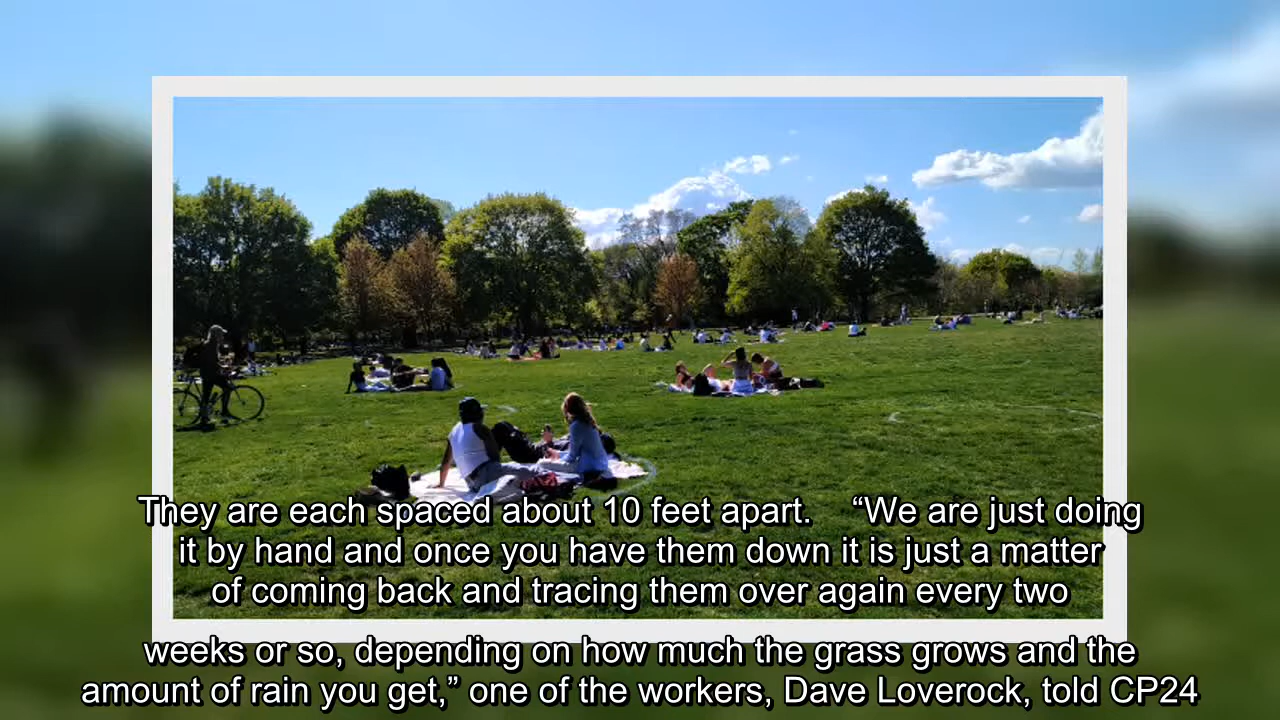 They are each spaced about 10 feet apart. “We are just doing
it by hand and once you have them down it is just a matter
of coming back and tracing them over again every two
weeks or so, depending on how much the grass grows and the
amount of rain you get,” one of the workers, Dave Loverock, told CP24